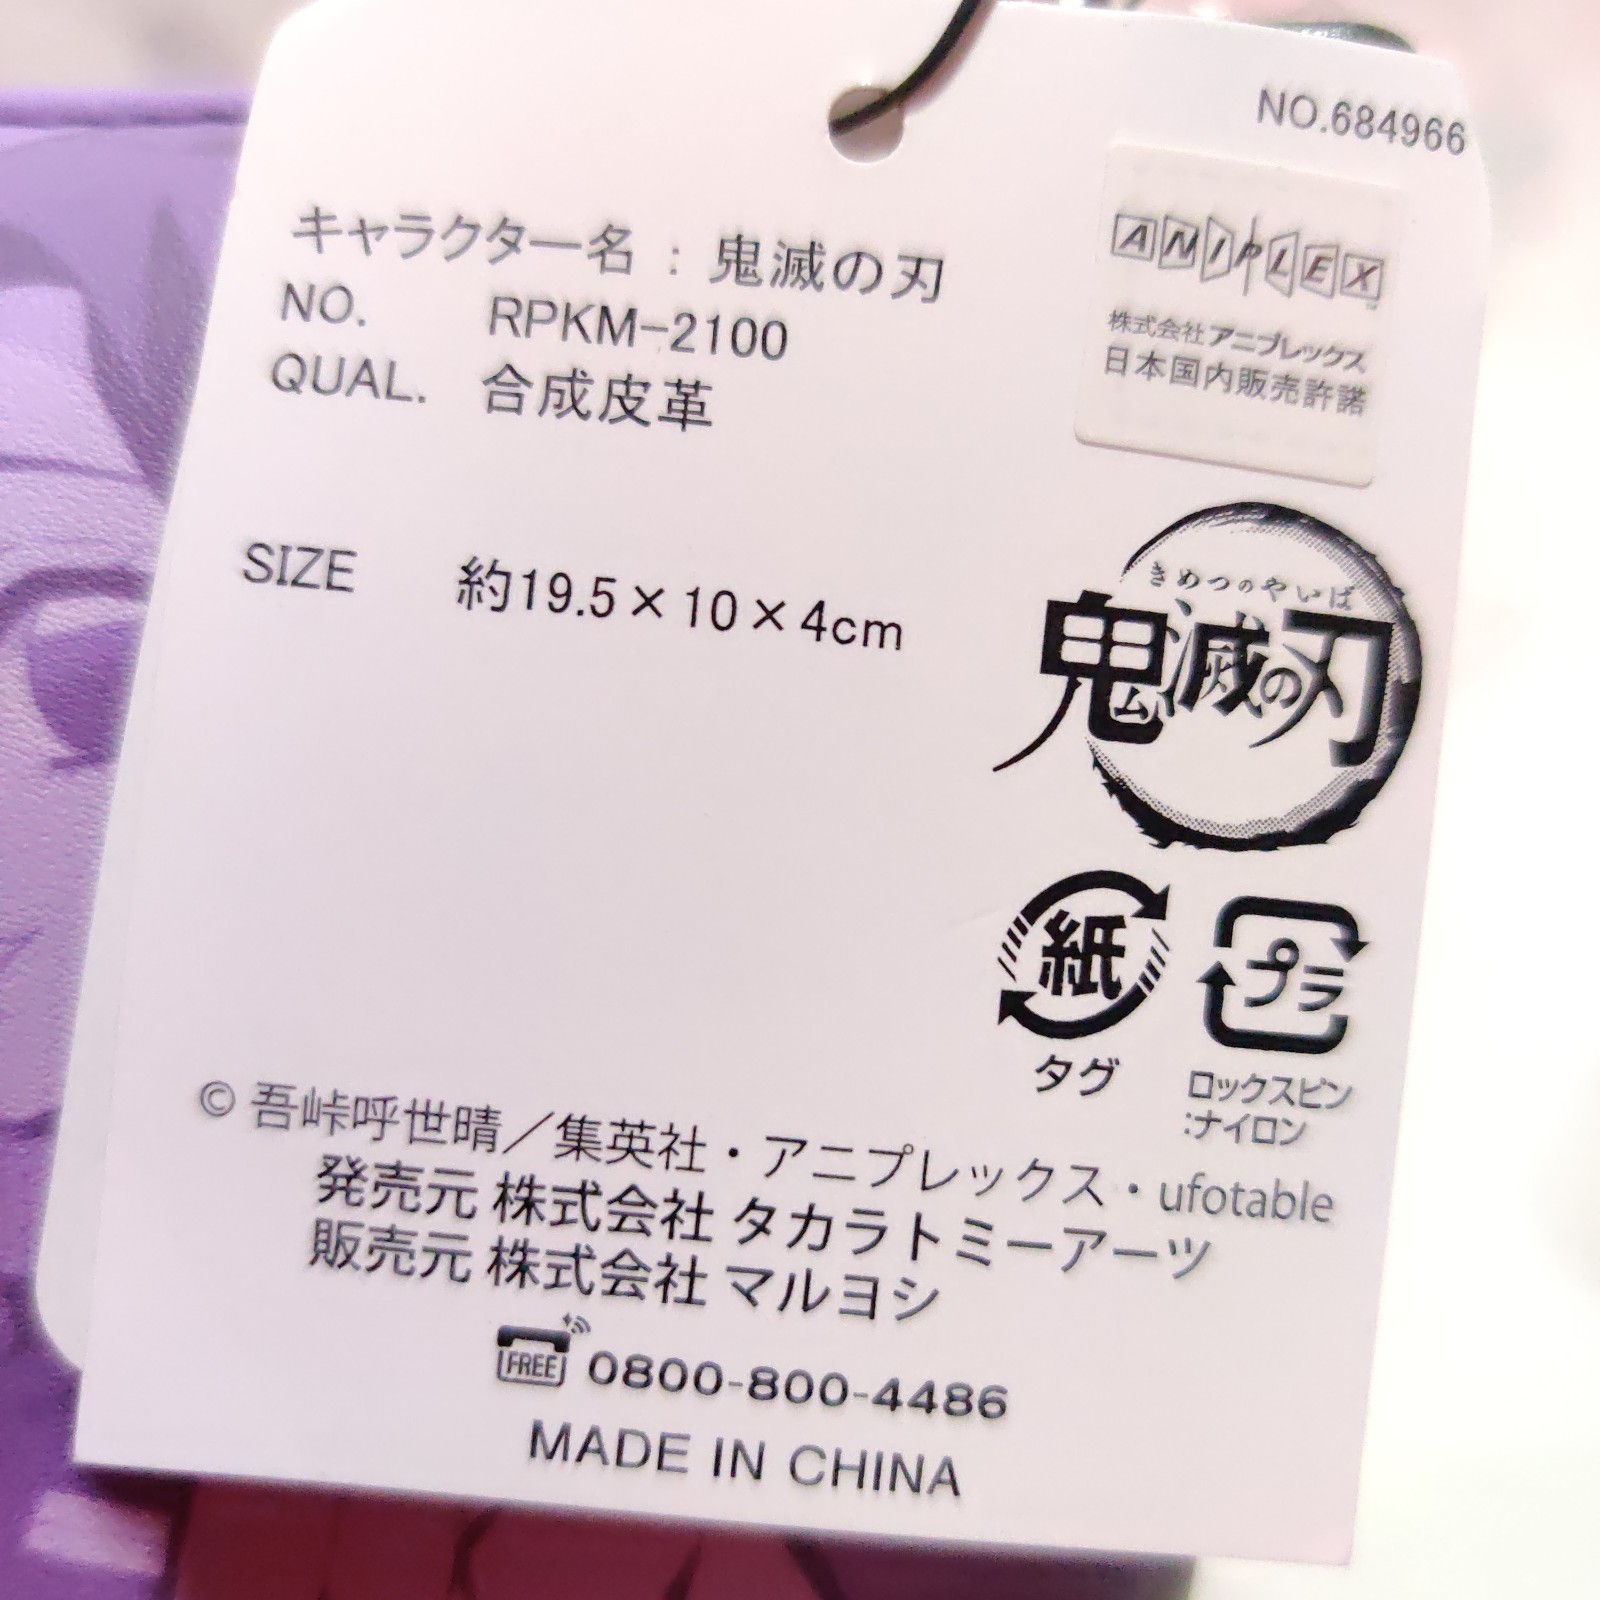 NO.684966
ANIPLEX
株式会社アニプレックス
日本国内販売許諾
キャラクター名 : 鬼滅の刃
NO. RPKM-2100
QUAL. 合成皮革
SIZE 約19.5×10×4cm
きめつのやいば
鬼滅の刃
紙
タグ
プラ
ロックスピン
:ナイロン
© 吾峠呼世晴／集英社・アニプレックス・ufotable
発売元 株式会社 タカラトミーアーツ
販売元 株式会社 マルヨシ
FREE 0800-800-4486
MADE IN CHINA